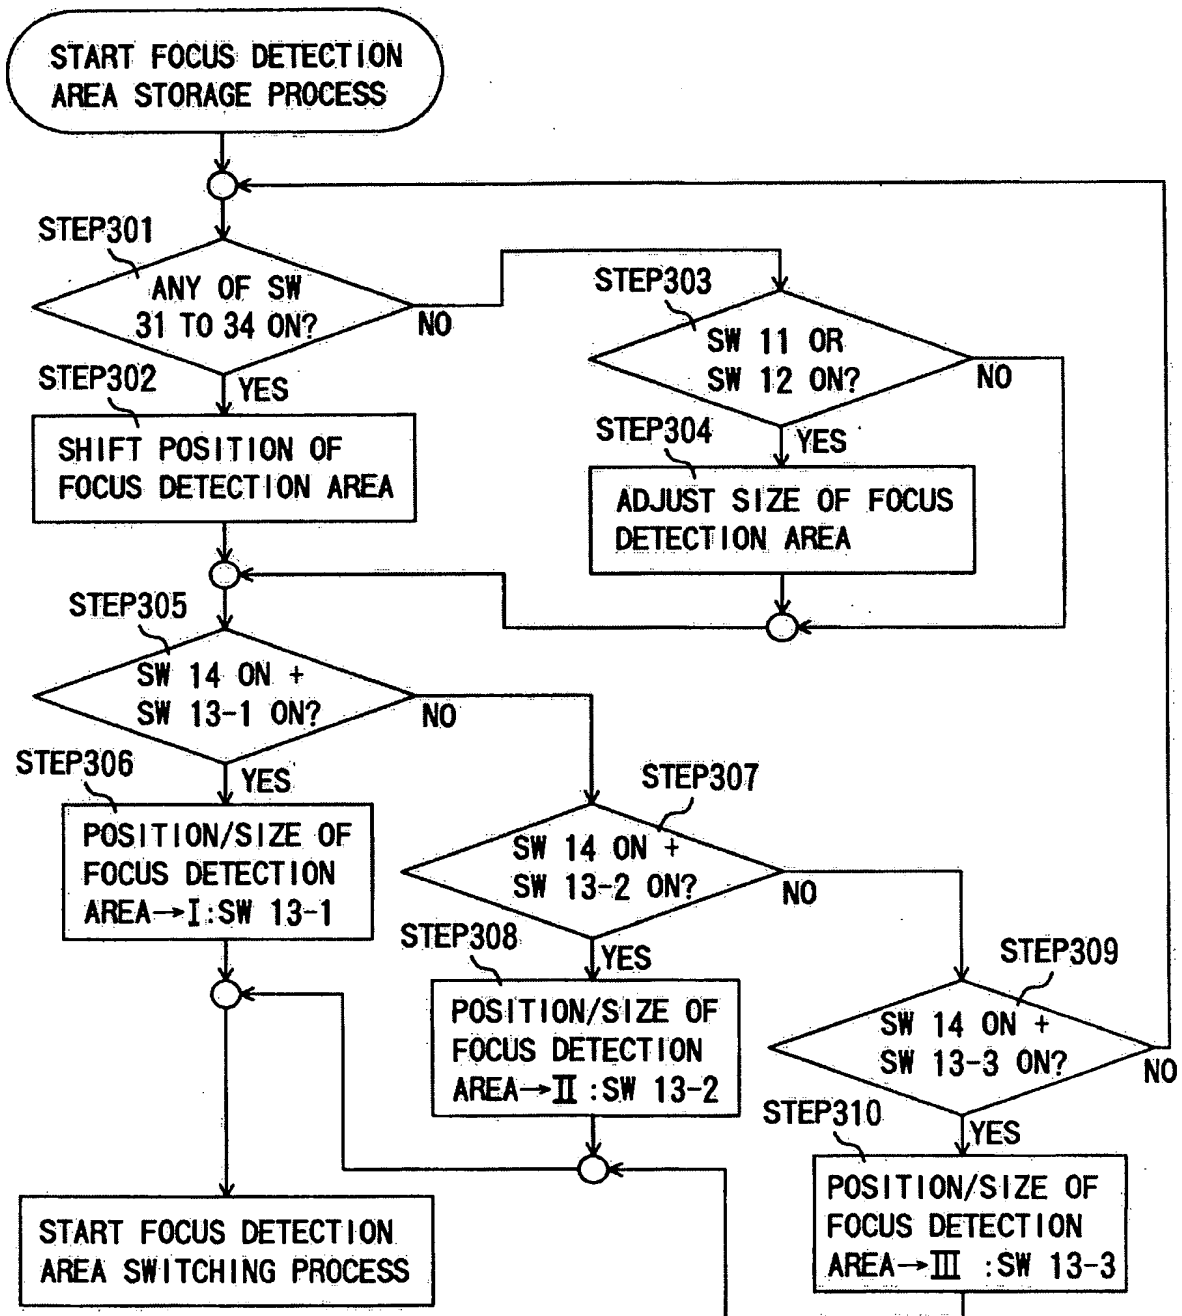 START FOCUS DETECTION
AREA STORAGE PROCESS
STEP301
ANY OF SW
31 TO 34 ON?
NO
YES
STEP302
SHIFT POSITION OF
FOCUS DETECTION AREA
STEP303
SW 11 OR
SW 12 ON?
NO
YES
STEP304
ADJUST SIZE OF FOCUS
DETECTION AREA
STEP305
SW 14 ON +
SW 13-1 ON?
NO
YES
STEP306
POSITION/SIZE OF
FOCUS DETECTION
AREA→Ⅰ:SW 13-1
STEP307
SW 14 ON +
SW 13-2 ON?
NO
YES
STEP308
POSITION/SIZE OF
FOCUS DETECTION
AREA→Ⅱ :SW 13-2
STEP309
SW 14 ON +
SW 13-3 ON?
NO
YES
STEP310
POSITION/SIZE OF
FOCUS DETECTION
AREA→Ⅲ :SW 13-3
START FOCUS DETECTION
AREA SWITCHING PROCESS